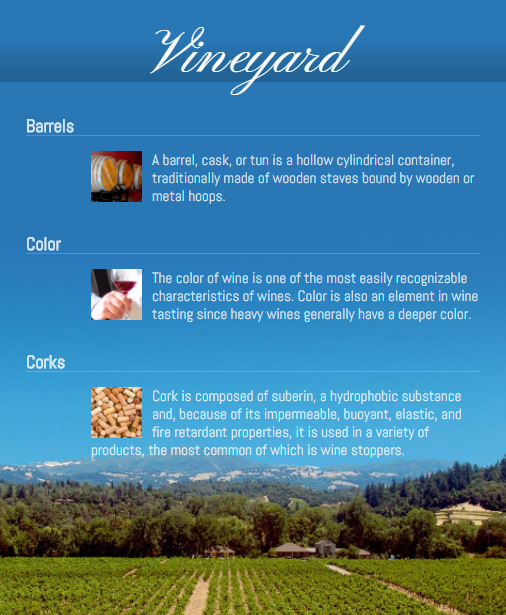 Vineyard
Barrels
A barrel, cask, or tun is a hollow cylindrical container,
traditionally made of wooden staves bound by wooden or
metal hoops.
Color
The color of wine is one of the most easily recognizable
characteristics of wines. Color is also an element in wine
tasting since heavy wines generally have a deeper color.
Corks
Cork is composed of suberin, a hydrophobic substance
and, because of its impermeable, buoyant, elastic, and
fire retardant properties, it is used in a variety of
products, the most common of which is wine stoppers.